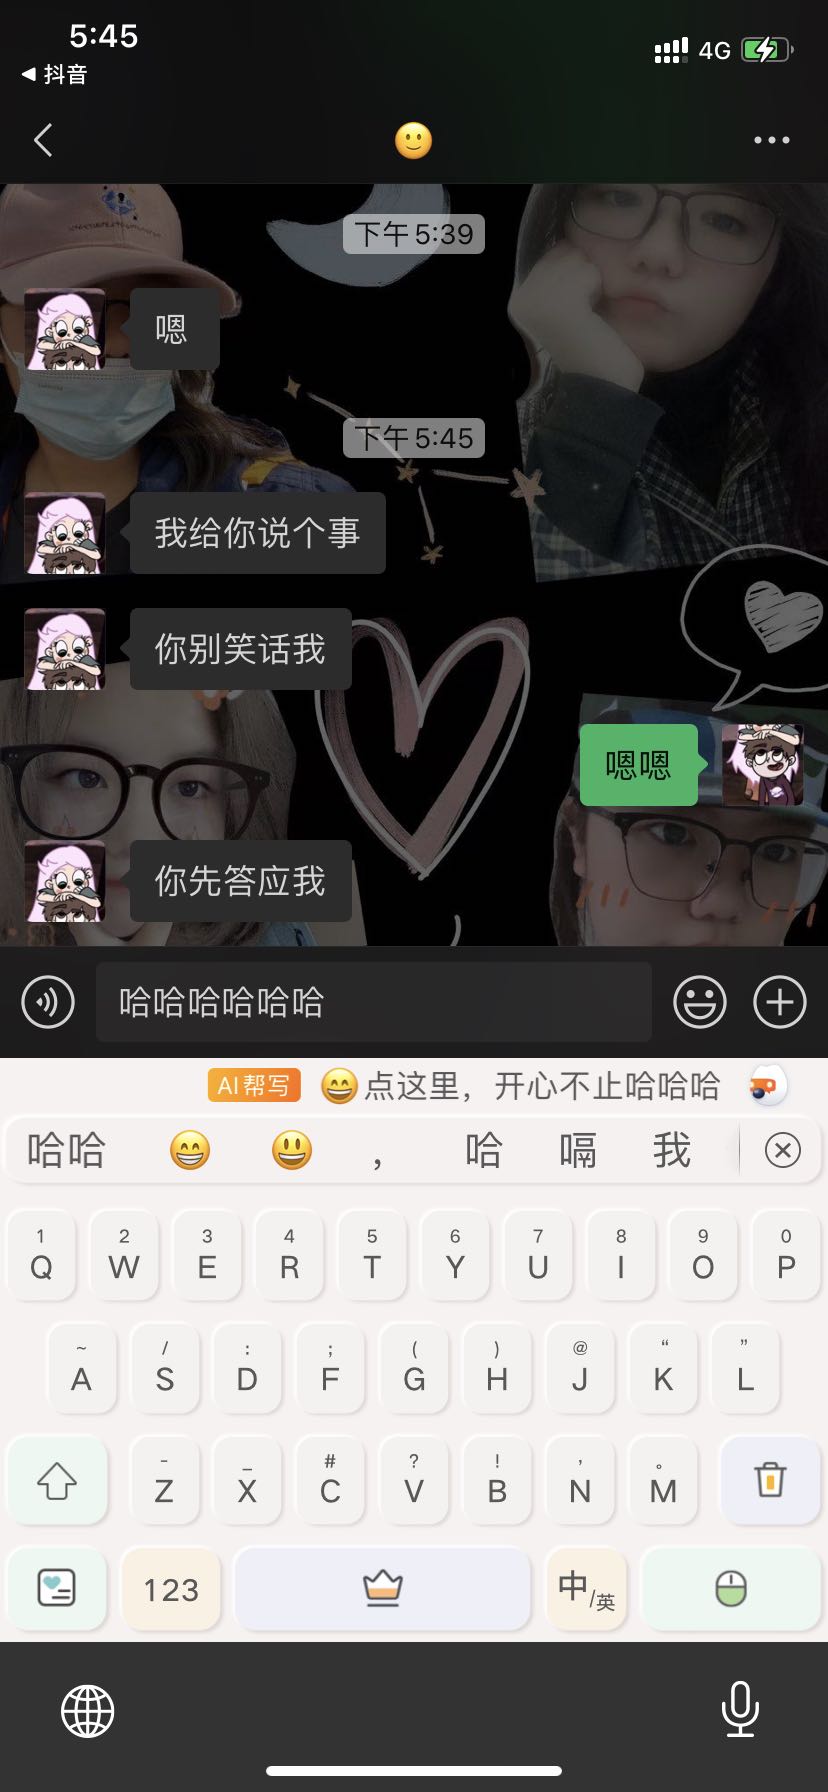 5:45
4G
◀ 抖音
下午 5:39
嗯
下午 5:45
我给你说个事
你别笑话我
嗯嗯
你先答应我
哈哈哈哈哈哈
AI帮写 😄点这里，开心不止哈哈哈
哈哈 😁 😃 ， 哈 嗝 我
1 2 3 4 5 6 7 8 9 0
Q W E R T Y U I O P
~ / : ; ( ) @ “ ”
A S D F G H J K L
- _ # ? ! ' 。
Z X C V B N M
123 中/英